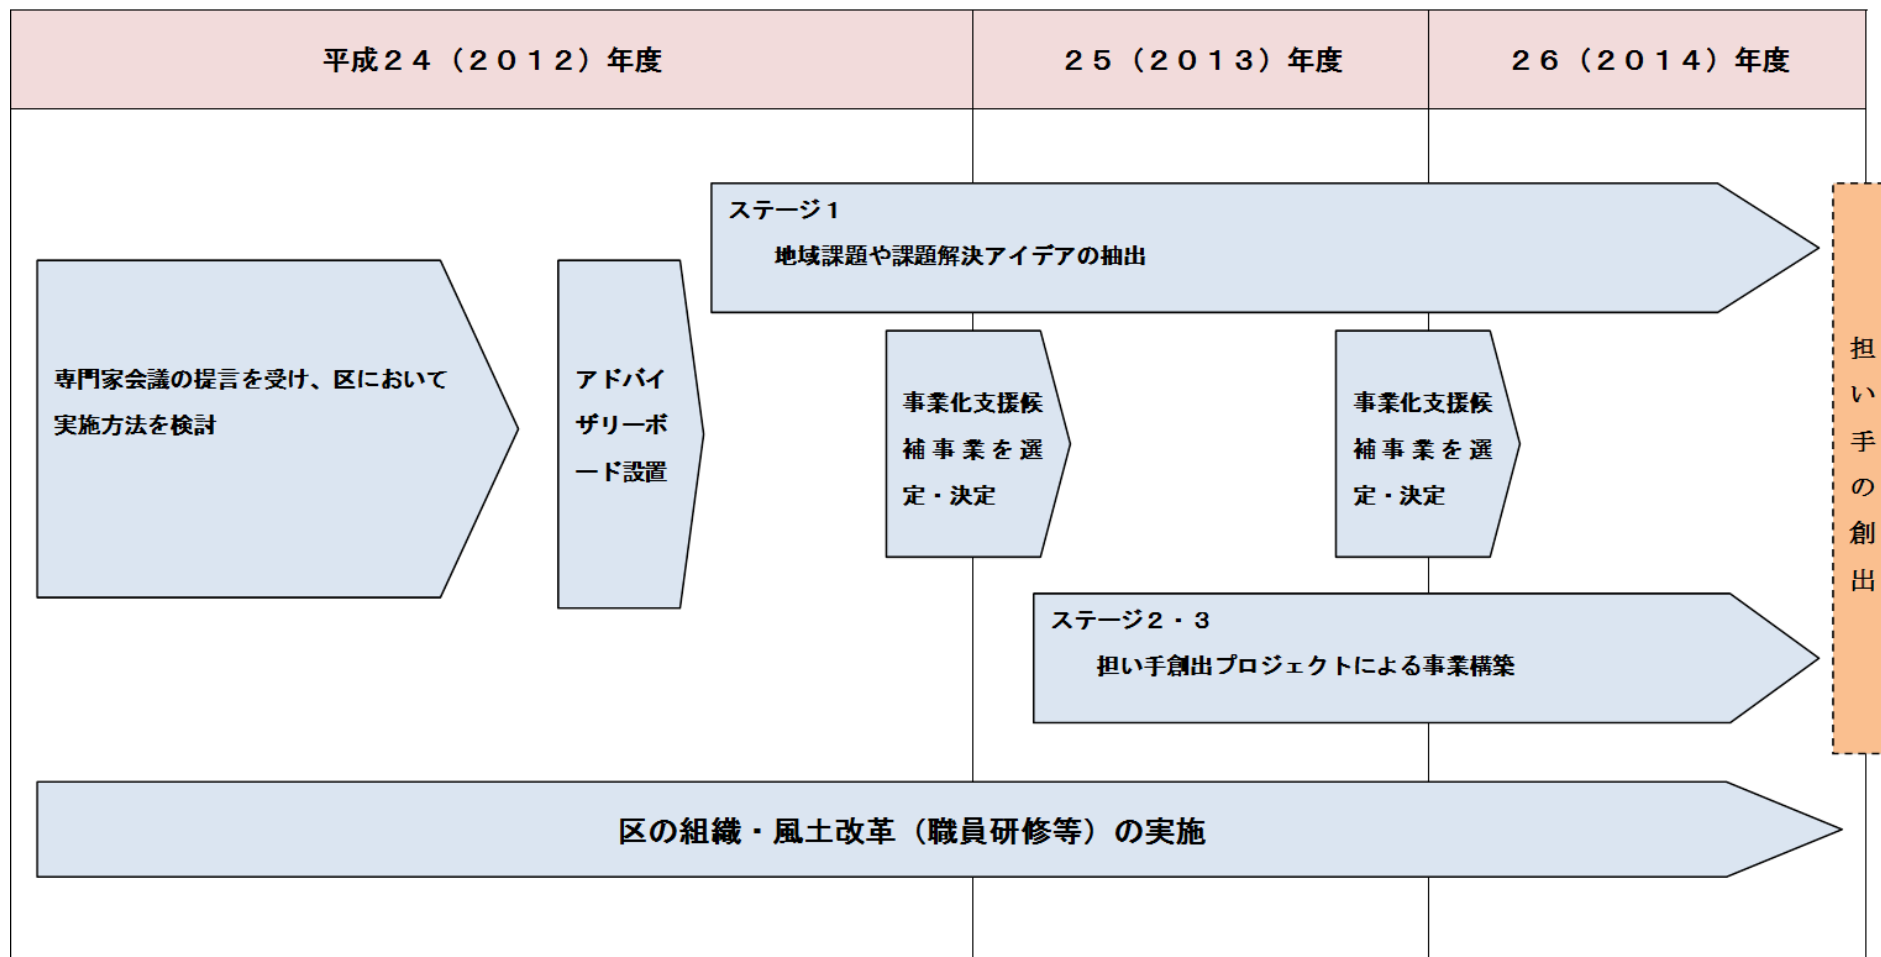 平成２４（２０１２）年度
２５（２０１３）年度
２６（２０１４）年度
ステージ１
地域課題や課題解決アイデアの抽出
専門家会議の提言を受け、区において
実施方法を検討
アドバイ
ザリーボ
ード設置
事業化支援候
補事業を選
定・決定
事業化支援候
補事業を選
定・決定
ステージ２・３
担い手創出プロジェクトによる事業構築
担い手の創出
区の組織・風土改革（職員研修等）の実施